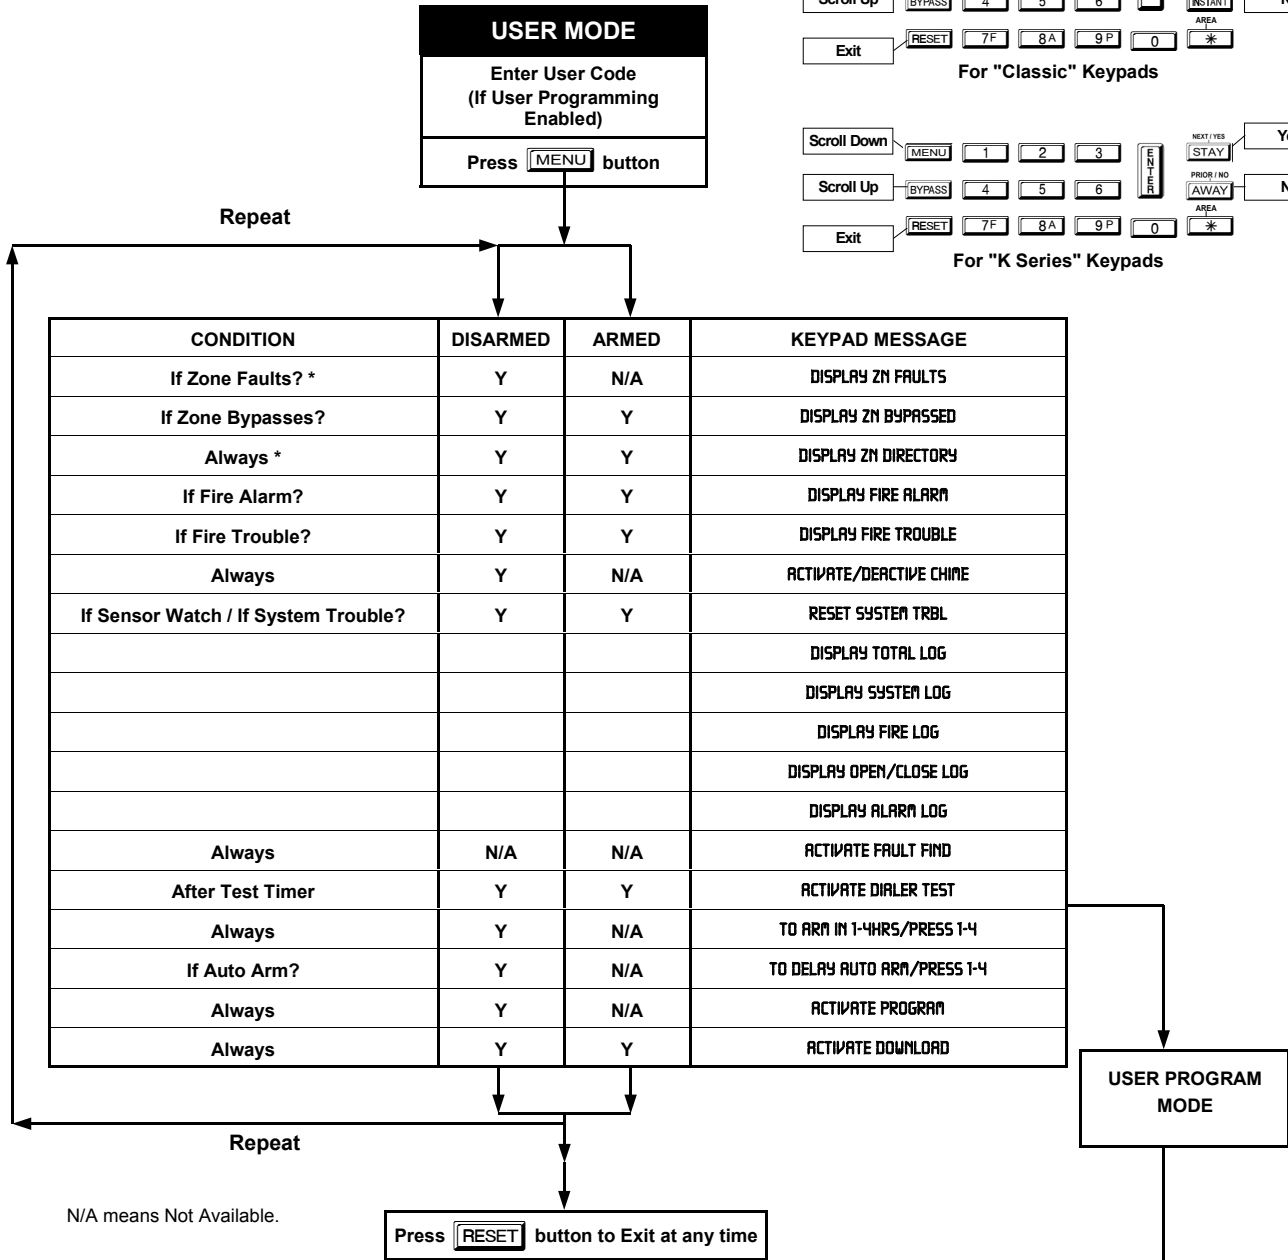 USER MODE
Enter User Code
(If User Programming
Enabled)
Press MENU button
Scroll Up BYPASS 4 5 6 INSTANT
AREA
Exit RESET 7F 8A 9P 0 *
For "Classic" Keypads
NEXT / YES
Scroll Down MENU 1 2 3 ENTER STAY
PRIOR / NO
Scroll Up BYPASS 4 5 6 AWAY
AREA
Exit RESET 7F 8A 9P 0 *
For "K Series" Keypads
Repeat
CONDITION DISARMED ARMED KEYPAD MESSAGE
If Zone Faults? * Y N/A DISPLAY ZN FAULTS
If Zone Bypasses? Y Y DISPLAY ZN BYPASSED
Always * Y Y DISPLAY ZN DIRECTORY
If Fire Alarm? Y Y DISPLAY FIRE ALARM
If Fire Trouble? Y Y DISPLAY FIRE TROUBLE
Always Y N/A ACTIVATE/DEACTIVE CHIME
If Sensor Watch / If System Trouble? Y Y RESET SYSTEM TRBL
DISPLAY TOTAL LOG
DISPLAY SYSTEM LOG
DISPLAY FIRE LOG
DISPLAY OPEN/CLOSE LOG
DISPLAY ALARM LOG
Always N/A N/A ACTIVATE FAULT FIND
After Test Timer Y Y ACTIVATE DIALER TEST
Always Y N/A TO ARM IN 1-4HRS/PRESS 1-4
If Auto Arm? Y N/A TO DELAY AUTO ARM/PRESS 1-4
Always Y N/A ACTIVATE PROGRAM
Always Y Y ACTIVATE DOWNLOAD
USER PROGRAM
MODE
Repeat
N/A means Not Available.
Press RESET button to Exit at any time